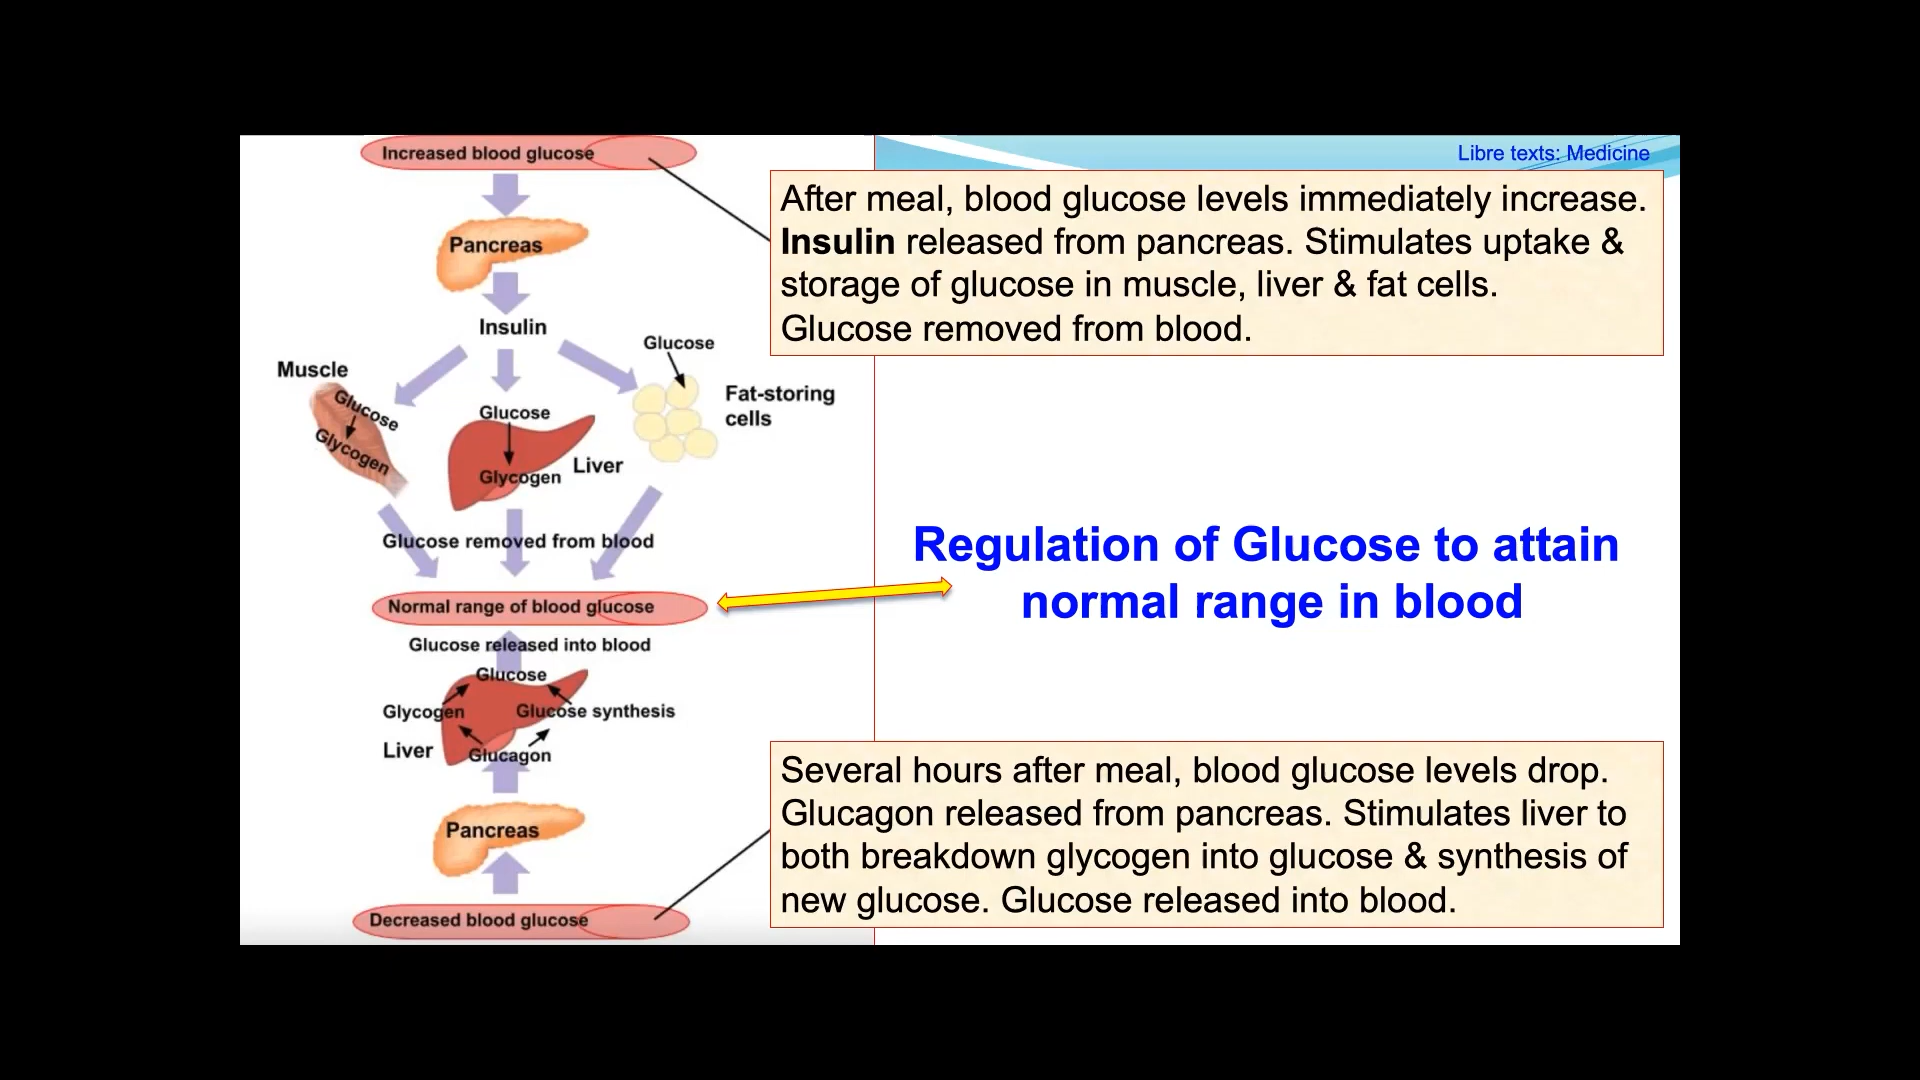 Increased blood glucose
Libre texts: Medicine
After meal, blood glucose levels immediately increase.
Insulin released from pancreas. Stimulates uptake &
storage of glucose in muscle, liver & fat cells.
Glucose removed from blood.
Pancreas
Insulin
Glucose
Muscle
Glucose
Glycogen
Glucose
Glycogen
Liver
Fat-storing
cells
Glucose removed from blood
Regulation of Glucose to attain
normal range in blood
Normal range of blood glucose
Glucose released into blood
Glucose
Glycogen
Glucose synthesis
Liver
Glucagon
Pancreas
Decreased blood glucose
Several hours after meal, blood glucose levels drop.
Glucagon released from pancreas. Stimulates liver to
both breakdown glycogen into glucose & synthesis of
new glucose. Glucose released into blood.